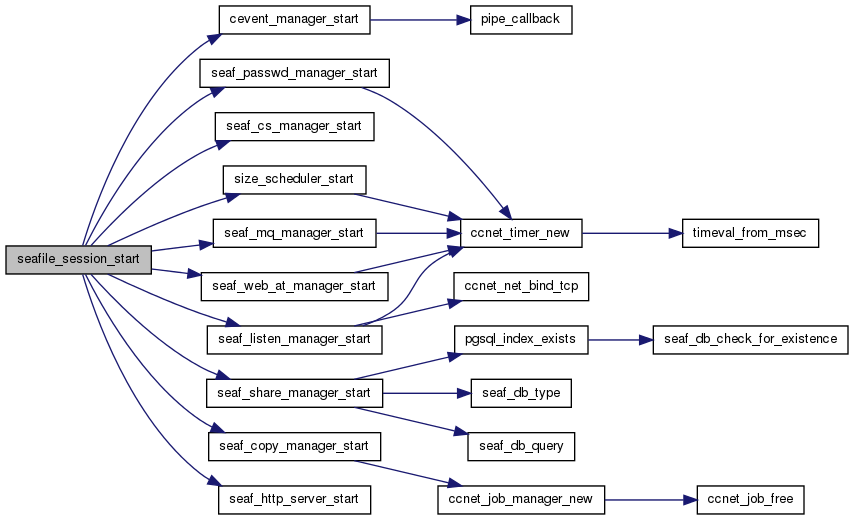 cevent_manager_start
pipe_callback
seaf_passwd_manager_start
seaf_cs_manager_start
size_scheduler_start
seaf_mq_manager_start
ccnet_timer_new
timeval_from_msec
seafile_session_start
seaf_web_at_manager_start
ccnet_net_bind_tcp
seaf_listen_manager_start
pgsql_index_exists
seaf_db_check_for_existence
seaf_share_manager_start
seaf_db_type
seaf_copy_manager_start
seaf_db_query
seaf_http_server_start
ccnet_job_manager_new
ccnet_job_free